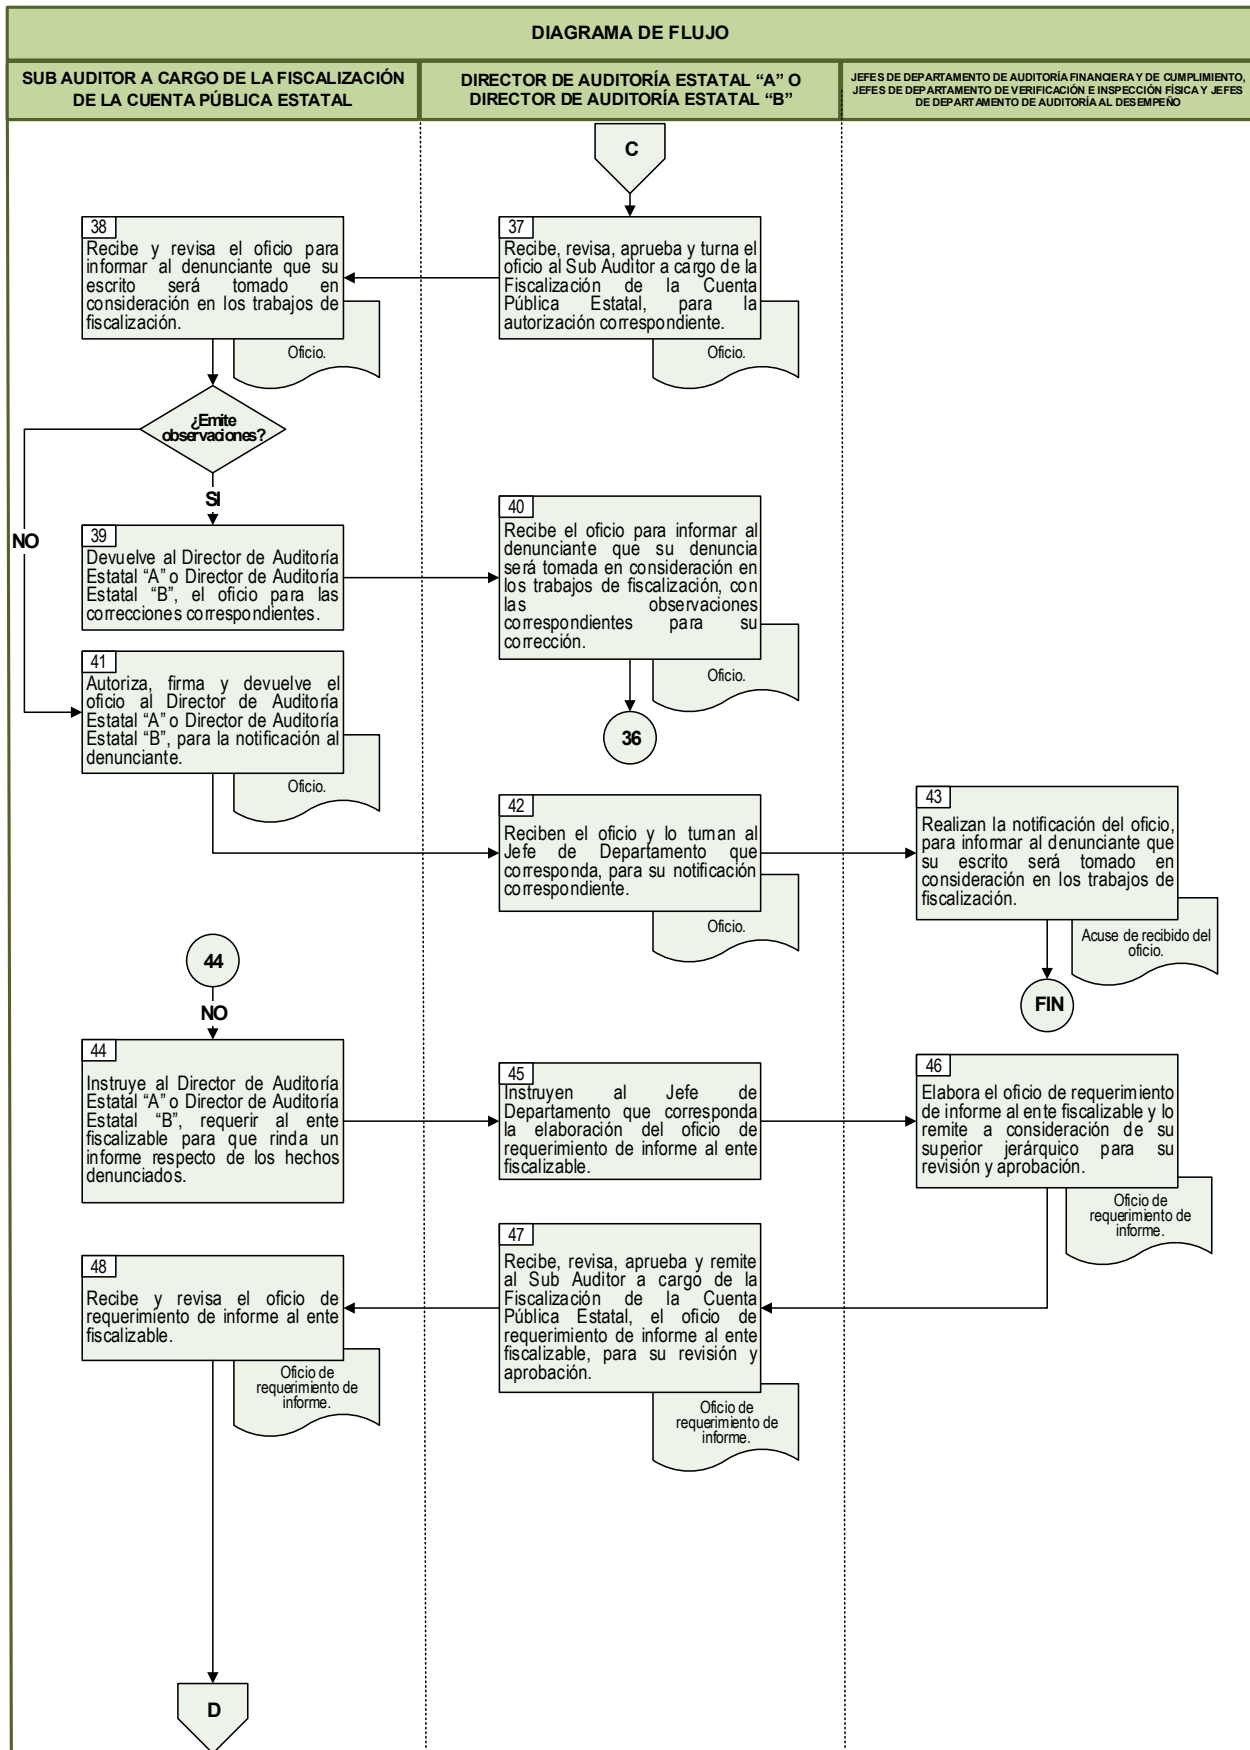 DIAGRAMA DE FLUJO
SUB AUDITOR A CARGO DE LA FISCALIZACIÓN
DE LA CUENTA PÚBLICA ESTATAL
DIRECTOR DE AUDITORÍA ESTATAL “A” O
DIRECTOR DE AUDITORÍA ESTATAL “B”
JEFES DE DEPARTAMENTO DE AUDITORÍA FINANCIERA Y DE CUMPLIMIENTO,
JEFES DE DEPARTAMENTO DE VERIFICACIÓN E INSPECCIÓN FÍSICA Y JEFES
DE DEPARTAMENTO DE AUDITORÍA AL DESEMPEÑO
C
38
Recibe y revisa el oficio para
informar al denunciante que su
escrito será tomado en
consideración en los trabajos de
fiscalización.
Oficio.
37
Recibe, revisa, aprueba y turna el
oficio al Sub Auditor a cargo de la
Fiscalización de la Cuenta
Pública Estatal, para la
autorización correspondiente.
Oficio.
¿Emite
observaciones?
SI
NO
39
Devuelve al Director de Auditoría
Estatal “A” o Director de Auditoría
Estatal “B”, el oficio para las
correcciones correspondientes.
40
Recibe el oficio para informar al
denunciante que su denuncia
será tomada en consideración en
los trabajos de fiscalización, con
las observaciones
correspondientes para su
corrección.
Oficio.
36
41
Autoriza, firma y devuelve el
oficio al Director de Auditoría
Estatal “A” o Director de Auditoría
Estatal “B”, para la notificación al
denunciante.
Oficio.
42
Reciben el oficio y lo turnan al
Jefe de Departamento que
corresponda, para su notificación
correspondiente.
Oficio.
43
Realizan la notificación del oficio,
para informar al denunciante que
su escrito será tomado en
consideración en los trabajos de
fiscalización.
Acuse de recibido del
oficio.
FIN
44
NO
44
Instruye al Director de Auditoría
Estatal “A” o Director de Auditoría
Estatal “B”, requerir al ente
fiscalizable para que rinda un
informe respecto de los hechos
denunciados.
45
Instruyen al Jefe de
Departamento que corresponda
la elaboración del oficio de
requerimiento de informe al ente
fiscalizable.
46
Elabora el oficio de requerimiento
de informe al ente fiscalizable y lo
remite a consideración de su
superior jerárquico para su
revisión y aprobación.
Oficio de
requerimiento de
informe.
48
Recibe y revisa el oficio de
requerimiento de informe al ente
fiscalizable.
Oficio de
requerimiento de
informe.
47
Recibe, revisa, aprueba y remite
al Sub Auditor a cargo de la
Fiscalización de la Cuenta
Pública Estatal, el oficio de
requerimiento de informe al ente
fiscalizable, para su revisión y
aprobación.
Oficio de
requerimiento de
informe.
D